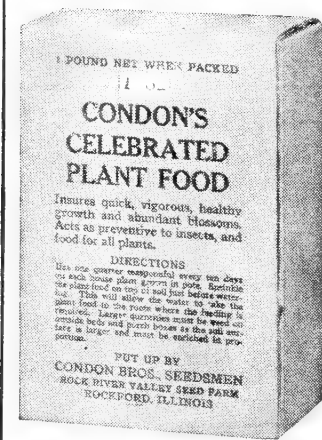 1 POUND NET WHEN PACKED
CONDON'S
CELEBRATED
PLANT FOOD
Insures quick, vigorous, healthy
growth and abundant blossoms.
Acts as preventive to insects, and
food for all plants.
DIRECTIONS
Use one quarter teaspoonful every ten days
on each house plant grown in pots. Sprinkle
the plant food on top of soil just before water-
ing. This will allow the water to take the
plant food to the roots where the feeding is
required. Larger quantities must be used on
outside beds and porch boxes as the soil sur-
face is larger and must be enriched in pro-
portion.
PUT UP BY
CONDON BROS., SEEDSMEN
ROCK RIVER VALLEY SEED FARM
ROCKFORD, ILLINOIS